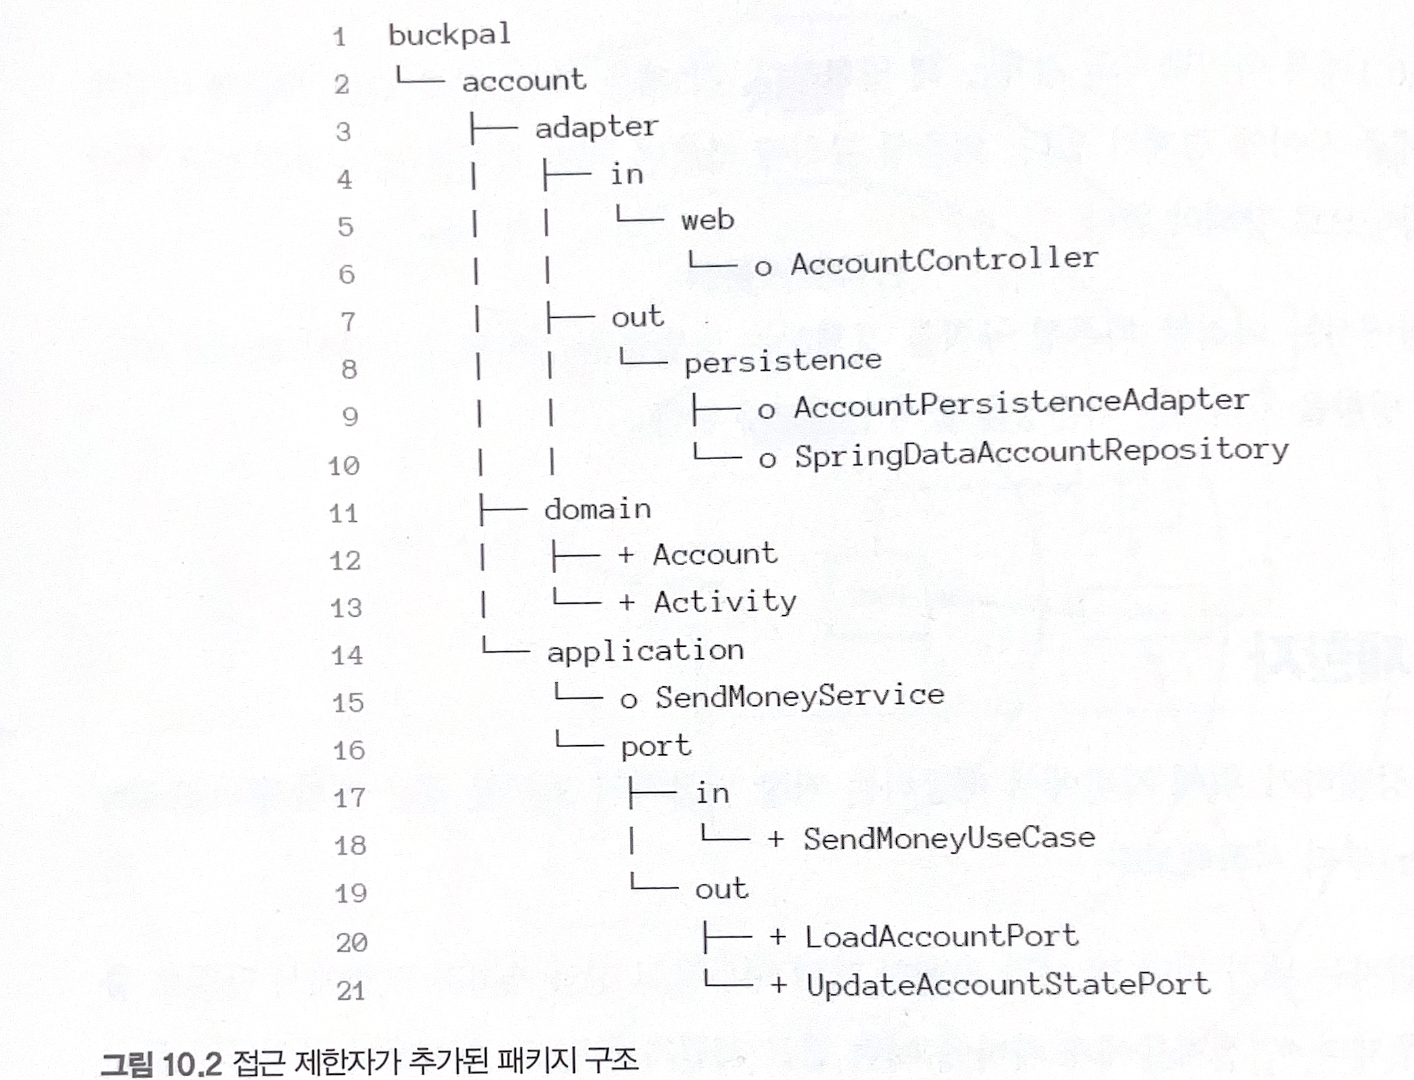 1 buckpal
2 └── account
3 ├── adapter
4 | ├── in
5 | | └── web
6 | | └── o AccountController
7 | ├── out
8 | | └── persistence
9 | | ├── o AccountPersistenceAdapter
10 | | └── o SpringDataAccountRepository
11 ├── domain
12 | ├── + Account
13 | └── + Activity
14 └── application
15 └── o SendMoneyService
16 └── port
17 ├── in
18 | └── + SendMoneyUseCase
19 └── out
20 ├── + LoadAccountPort
21 └── + UpdateAccountStatePort
그림 10.2 접근 제한자가 추가된 패키지 구조